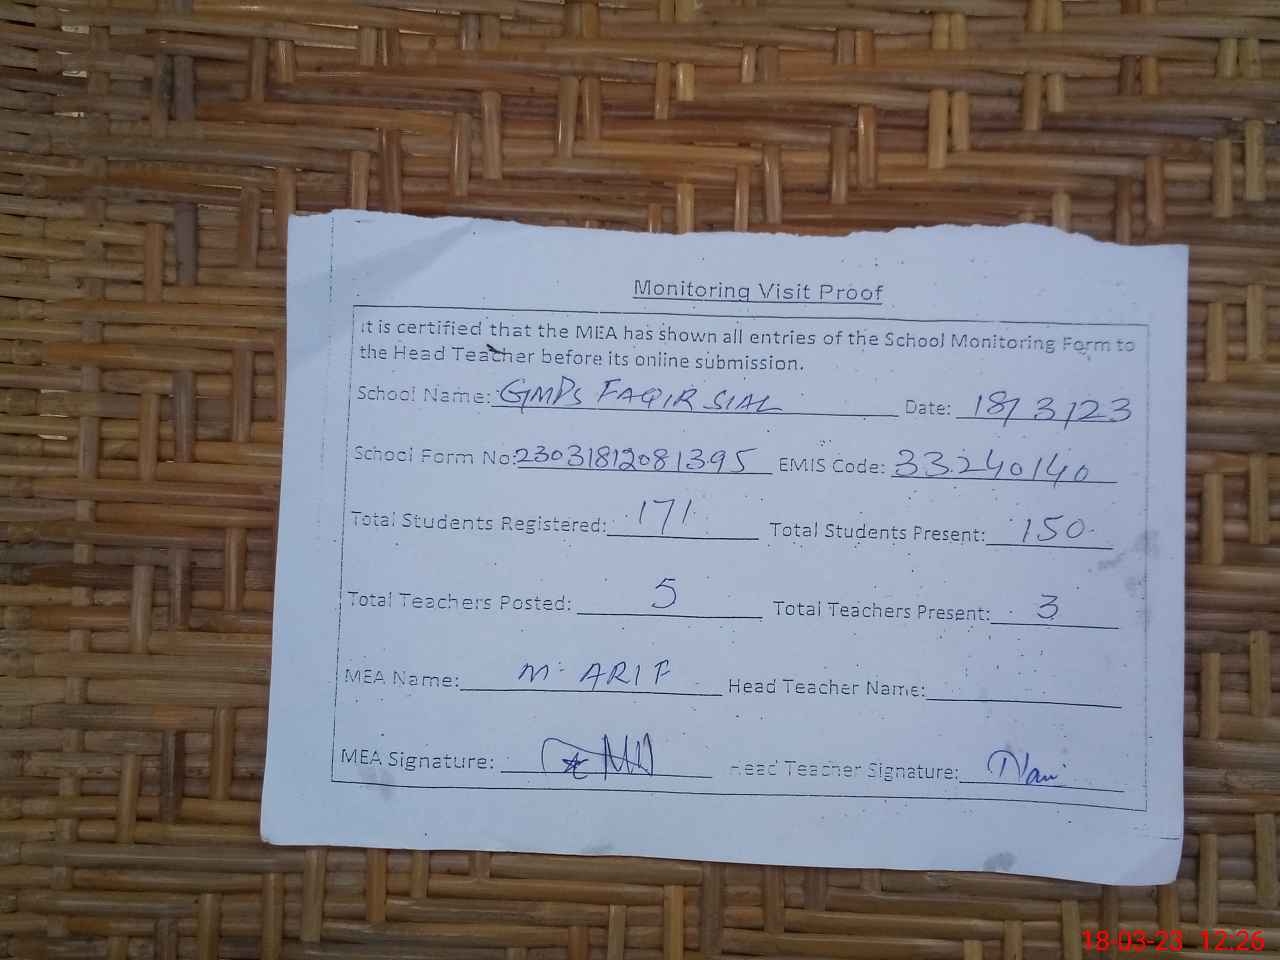 Monitoring Visit Proof
It is certified that the MEA has shown all entries of the School Monitoring Form to
the Head Teacher before its online submission.
School Name: GMPS FAQIR SIAL Date: 18/3/23
School Form No: 23031812081395 EMIS Code: 33240140
Total Students Registered: 171 Total Students Present: 150
Total Teachers Posted: 5 Total Teachers Present: 3
MEA Name: M. ARIF Head Teacher Name:
MEA Signature: Head Teacher Signature:
18-03-23 12:26